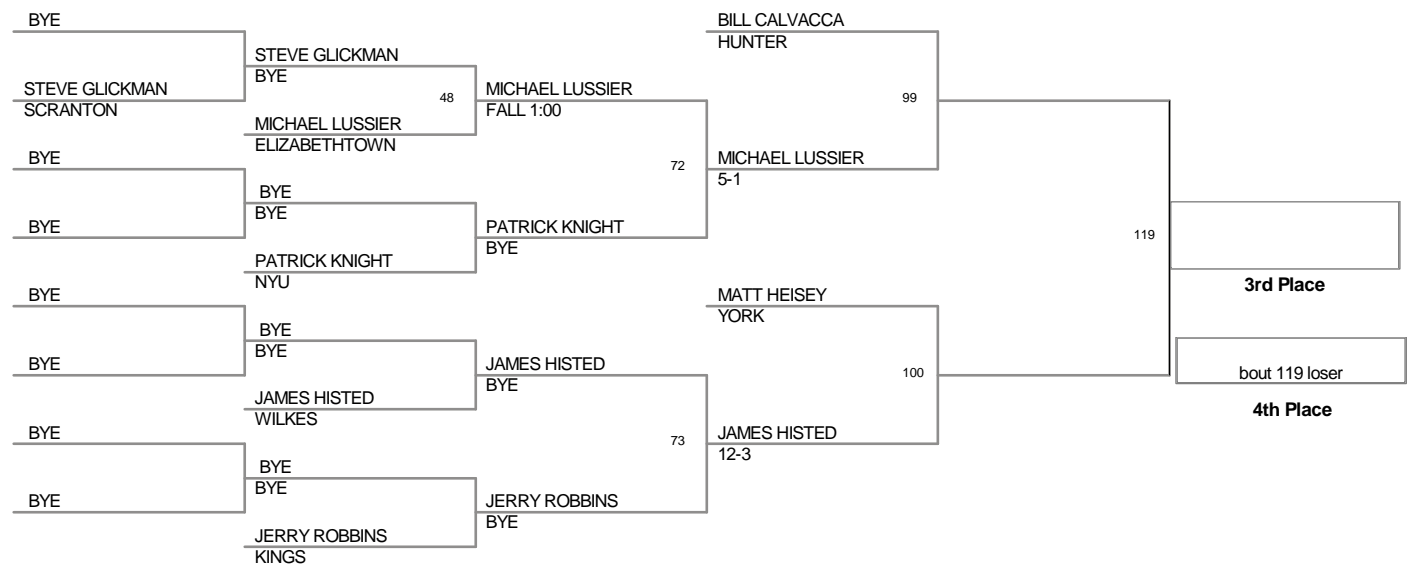 BYE
BILL CALVACCA
HUNTER
STEVE GLICKMAN
BYE
STEVE GLICKMAN
SCRANTON
48
MICHAEL LUSSIER
FALL 1:00
99
MICHAEL LUSSIER
ELIZABETHTOWN
BYE
72
MICHAEL LUSSIER
5-1
BYE
BYE
BYE
PATRICK KNIGHT
BYE
119
PATRICK KNIGHT
NYU
3rd Place
BYE
MATT HEISEY
YORK
BYE
BYE
BYE
JAMES HISTED
BYE
100
bout 119 loser
JAMES HISTED
WILKES
4th Place
BYE
73
JAMES HISTED
12-3
BYE
BYE
BYE
JERRY ROBBINS
BYE
JERRY ROBBINS
KINGS